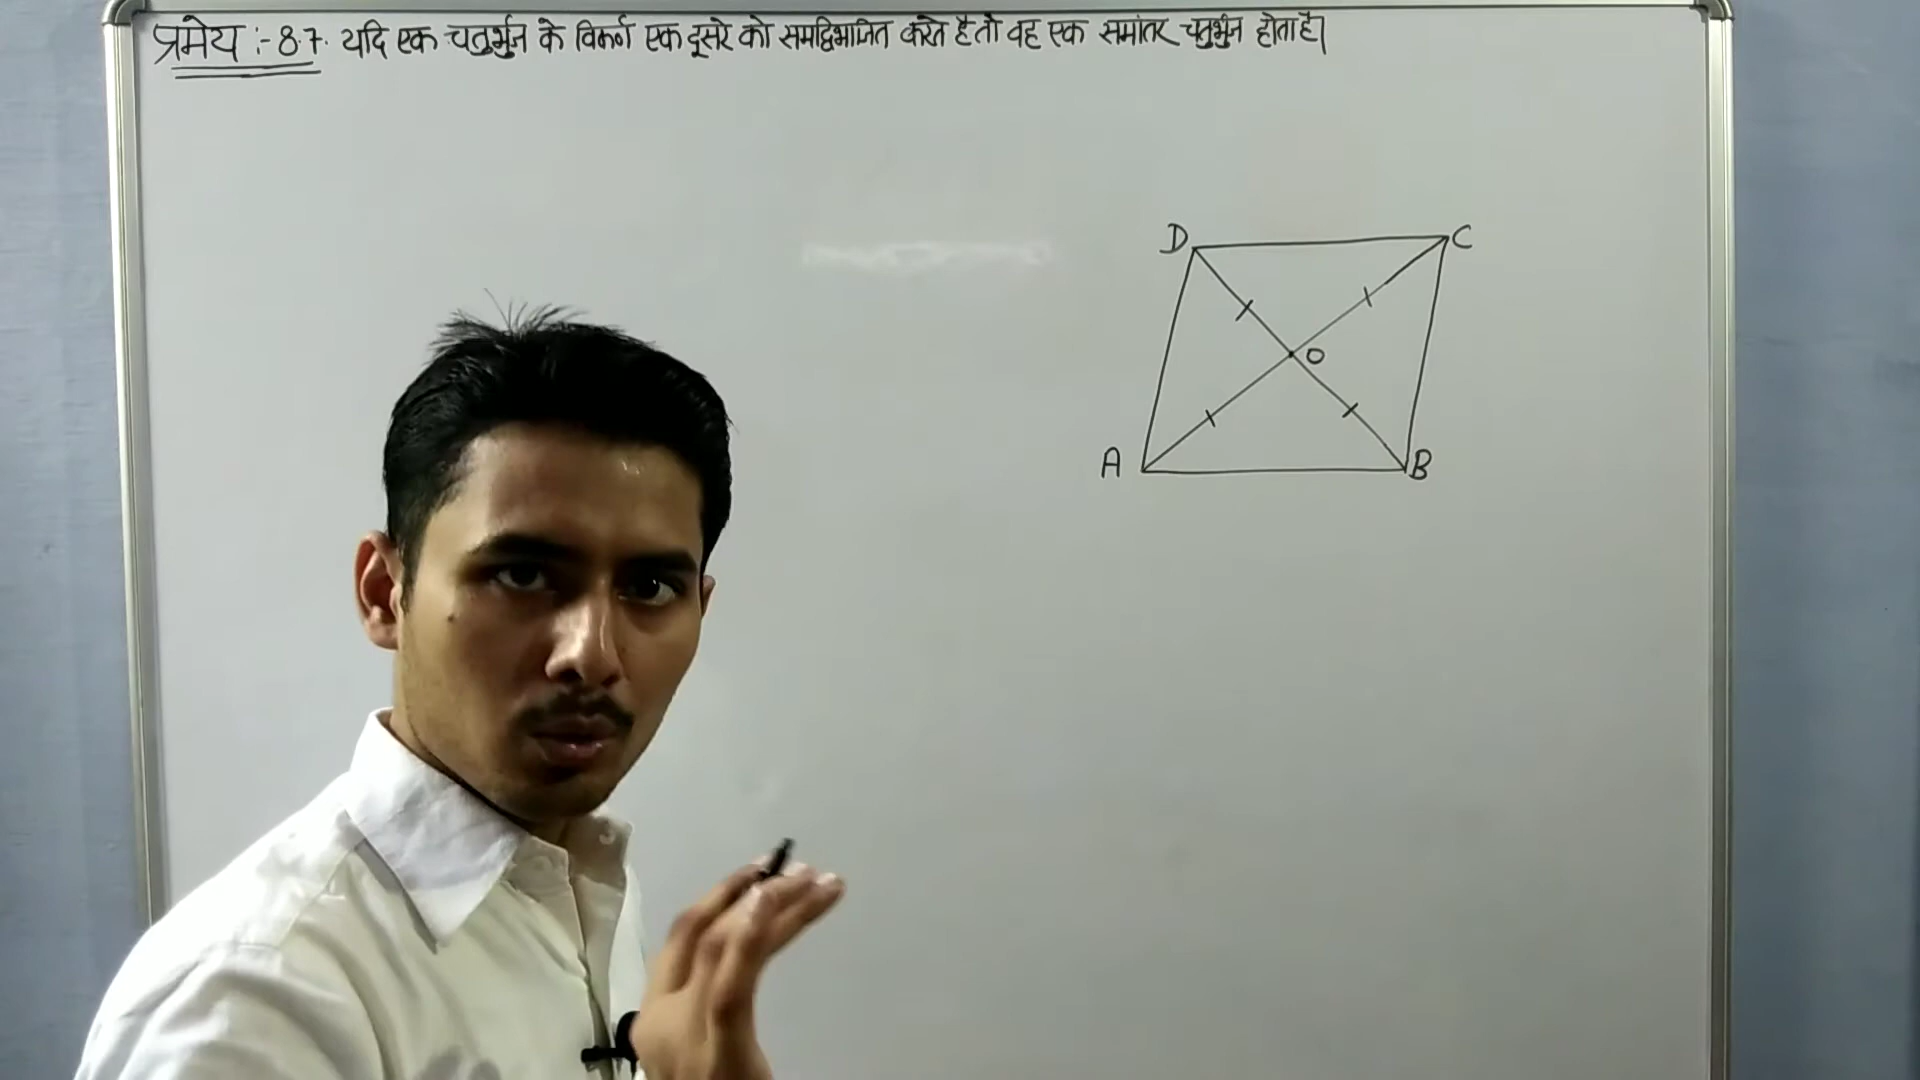 प्रमेय :- 8.7. यदि एक चतुर्भुज के विकर्ण एक दूसरे को समद्विभाजित करते है तो वह एक समांतर चतुर्भुज होता है।
D C
O
A B